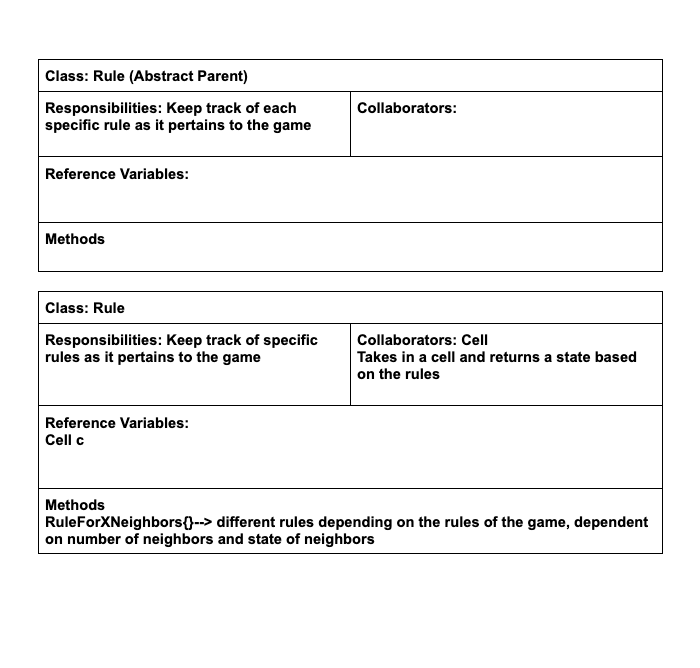 Class: Rule (Abstract Parent)
Responsibilities: Keep track of each
specific rule as it pertains to the game
Collaborators:
Reference Variables:
Methods
Class: Rule
Responsibilities: Keep track of specific
rules as it pertains to the game
Collaborators: Cell
Takes in a cell and returns a state based
on the rules
Reference Variables:
Cell c
Methods
RuleForXNeighbors{}--> different rules depending on the rules of the game, dependent
on number of neighbors and state of neighbors